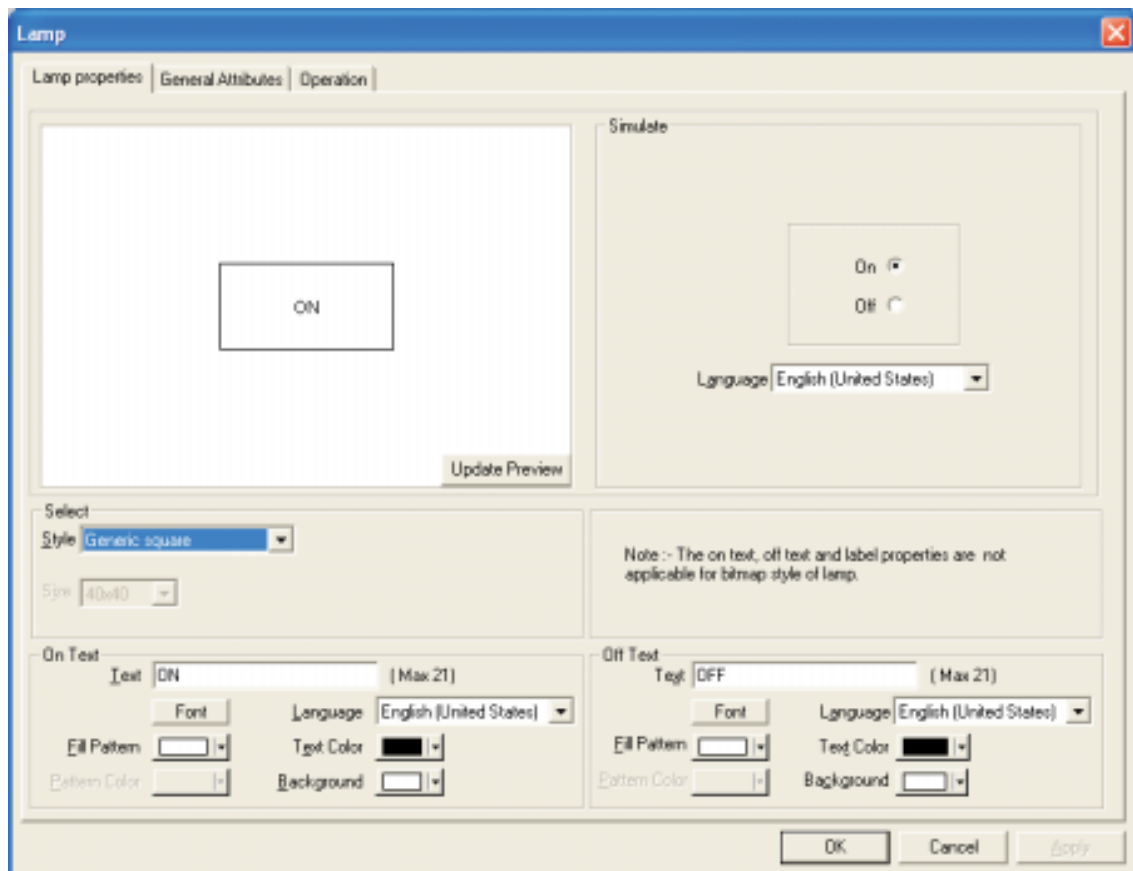 Lamp
Lamp properties General Attributes Operation
Simulate
ON
On
Off
Language English (United States)
Update Preview
Select
Style Generic square
Size 40x40
Note :- The on text, off text and label properties are not
applicable for bitmap style of lamp.
On Text
Text ON (Max 21)
Font Language English (United States)
Fill Pattern Text Color
Pattern Color Background
Off Text
Text OFF (Max 21)
Font Language English (United States)
Fill Pattern Text Color
Pattern Color Background
OK Cancel Apply